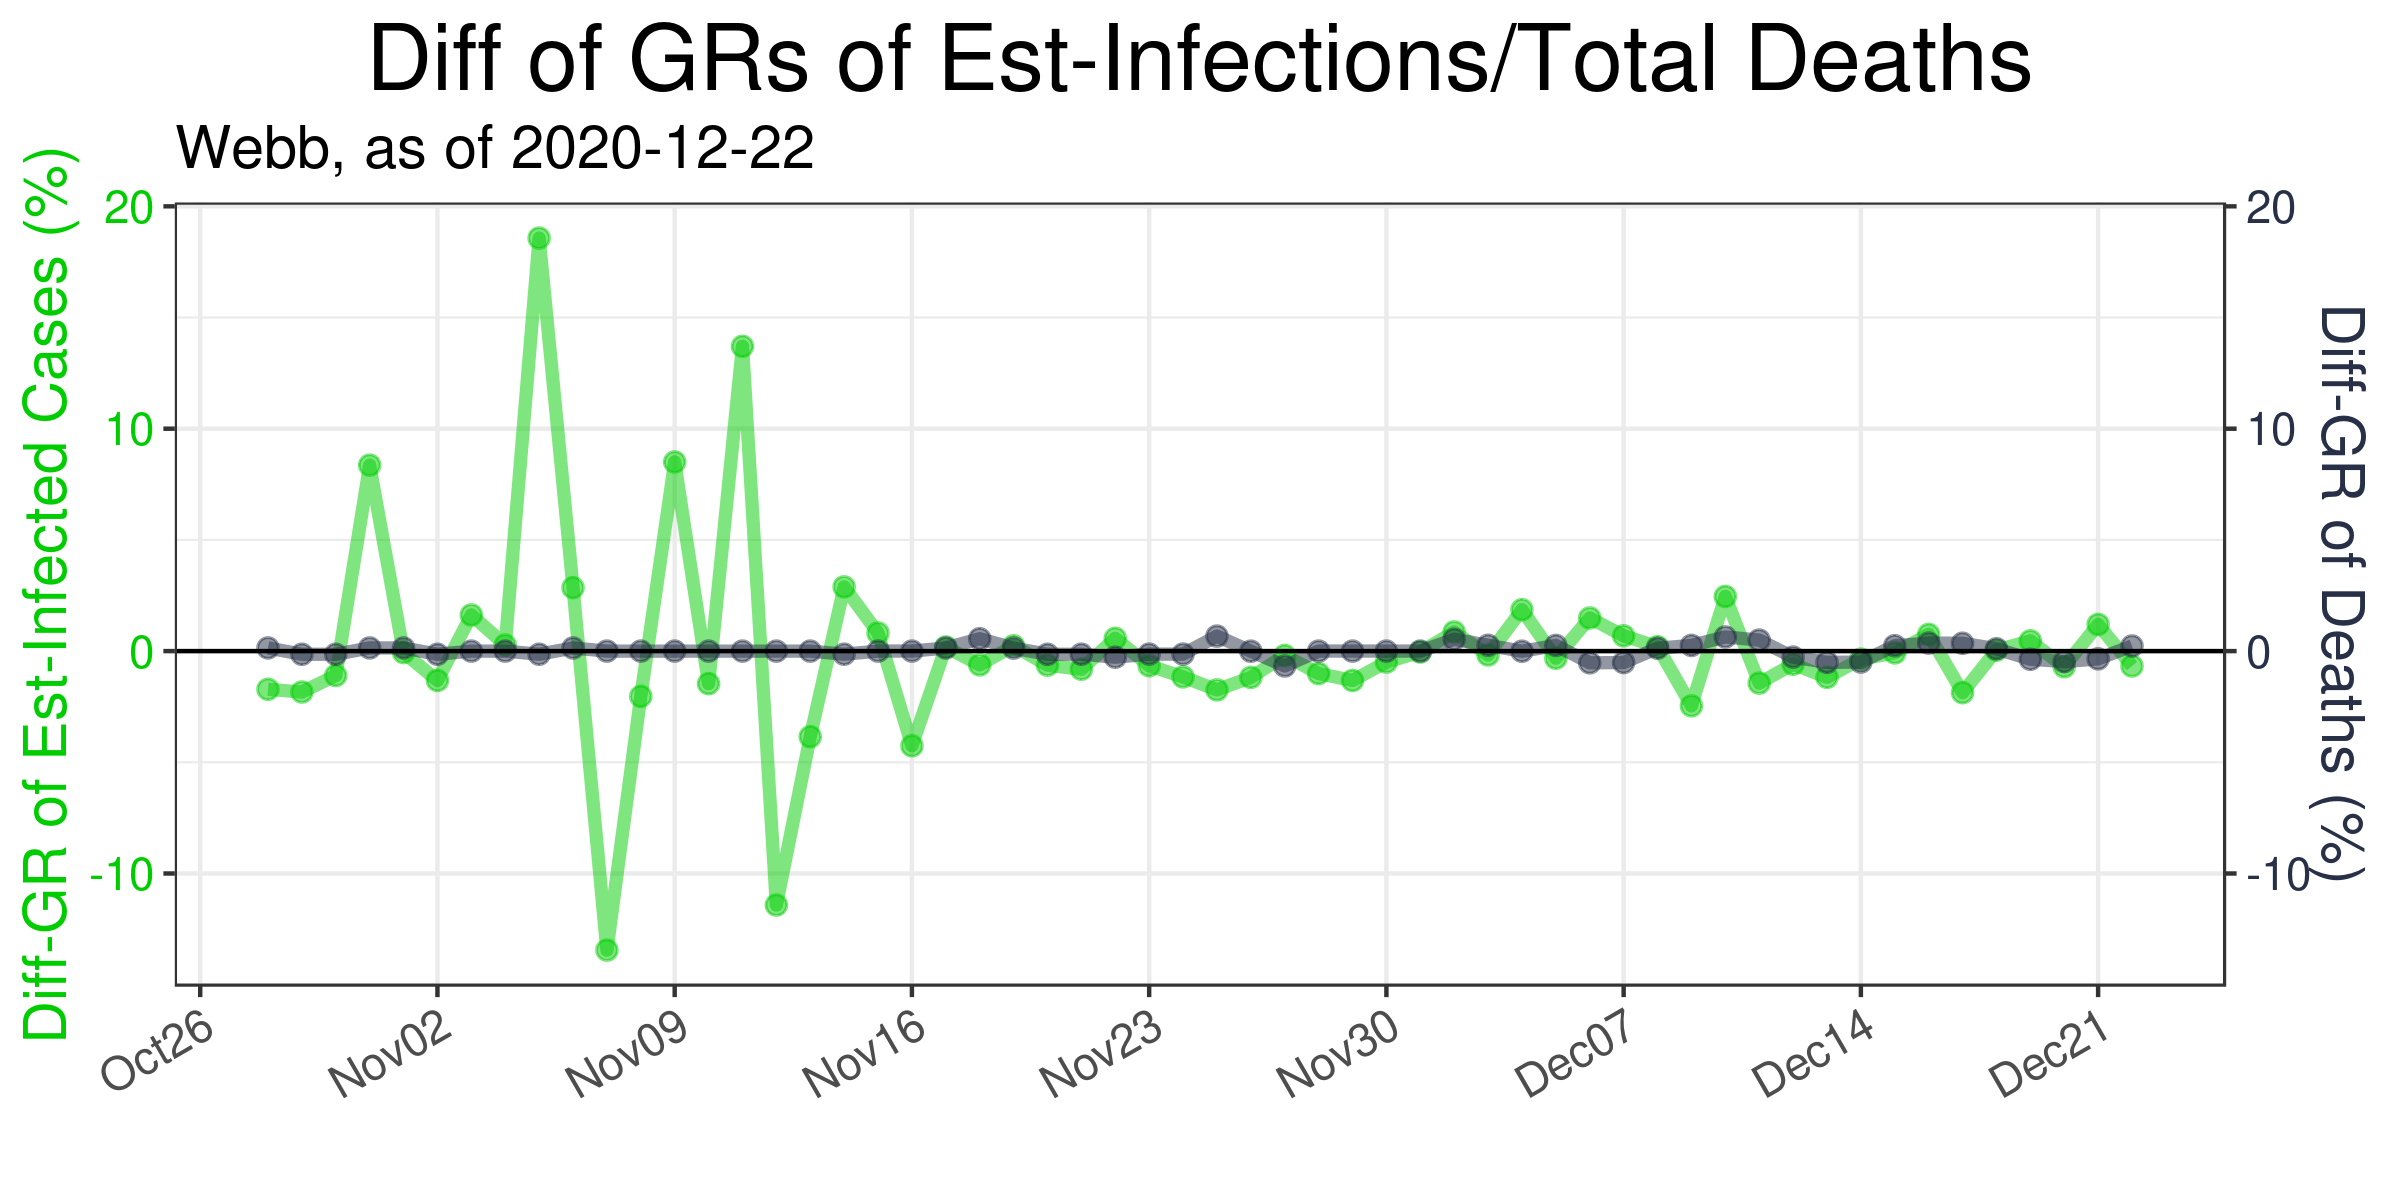 Diff of GRs of Est-Infections/Total Deaths
Webb, as of 2020-12-22
Diff-GR of Est-Infected Cases (%)
20
10
0
-10
20
10
0
-10
Diff-GR of Deaths (%)
Oct26
Nov02
Nov09
Nov16
Nov23
Nov30
Dec07
Dec14
Dec21